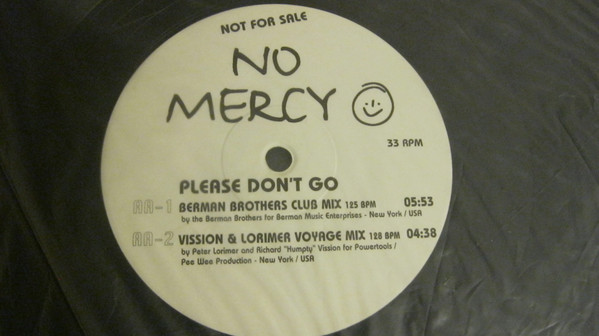 NOT FOR SALE
NO
MERCY
33 RPM
PLEASE DON'T GO
AA-1 BERMAN BROTHERS CLUB MIX 125 BPM 05:53
by the Berman Brothers for Berman Music Enterprises - New York / USA
AA-2 VISSION & LORIMER VOYAGE MIX 128 BPM 04:38
by Peter Lorimer and Richard "Humpty" Vission for Powertools /
Pee Wee Production - New York / USA